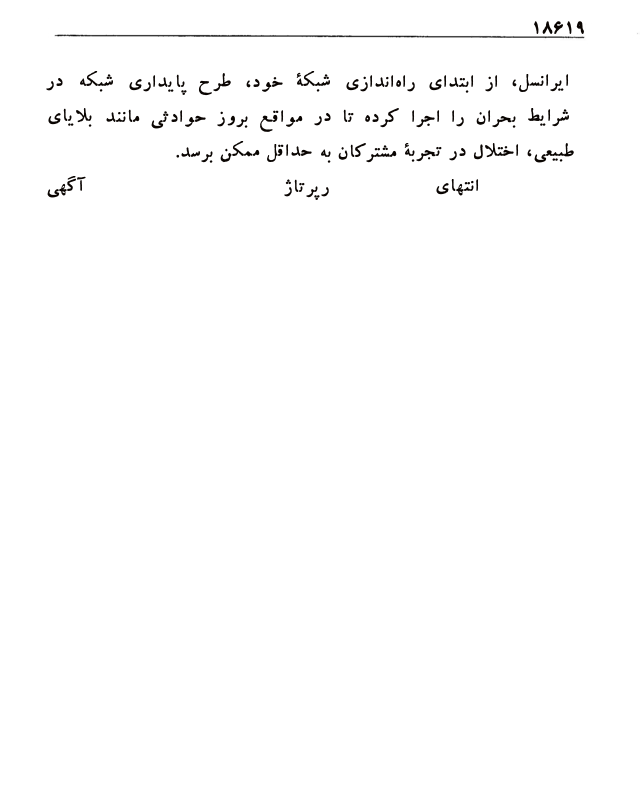 ۱۸۶۱۹
ایرانسل، از ابتدای راه‌اندازی شبکهٔ خود، طرح پایداری شبکه در
شرایط بحران را اجرا کرده تا در مواقع بروز حوادثی مانند بلایای
طبیعی، اختلال در تجربهٔ مشترکان به حداقل ممکن برسد.
انتهای رپرتاژ آگهی